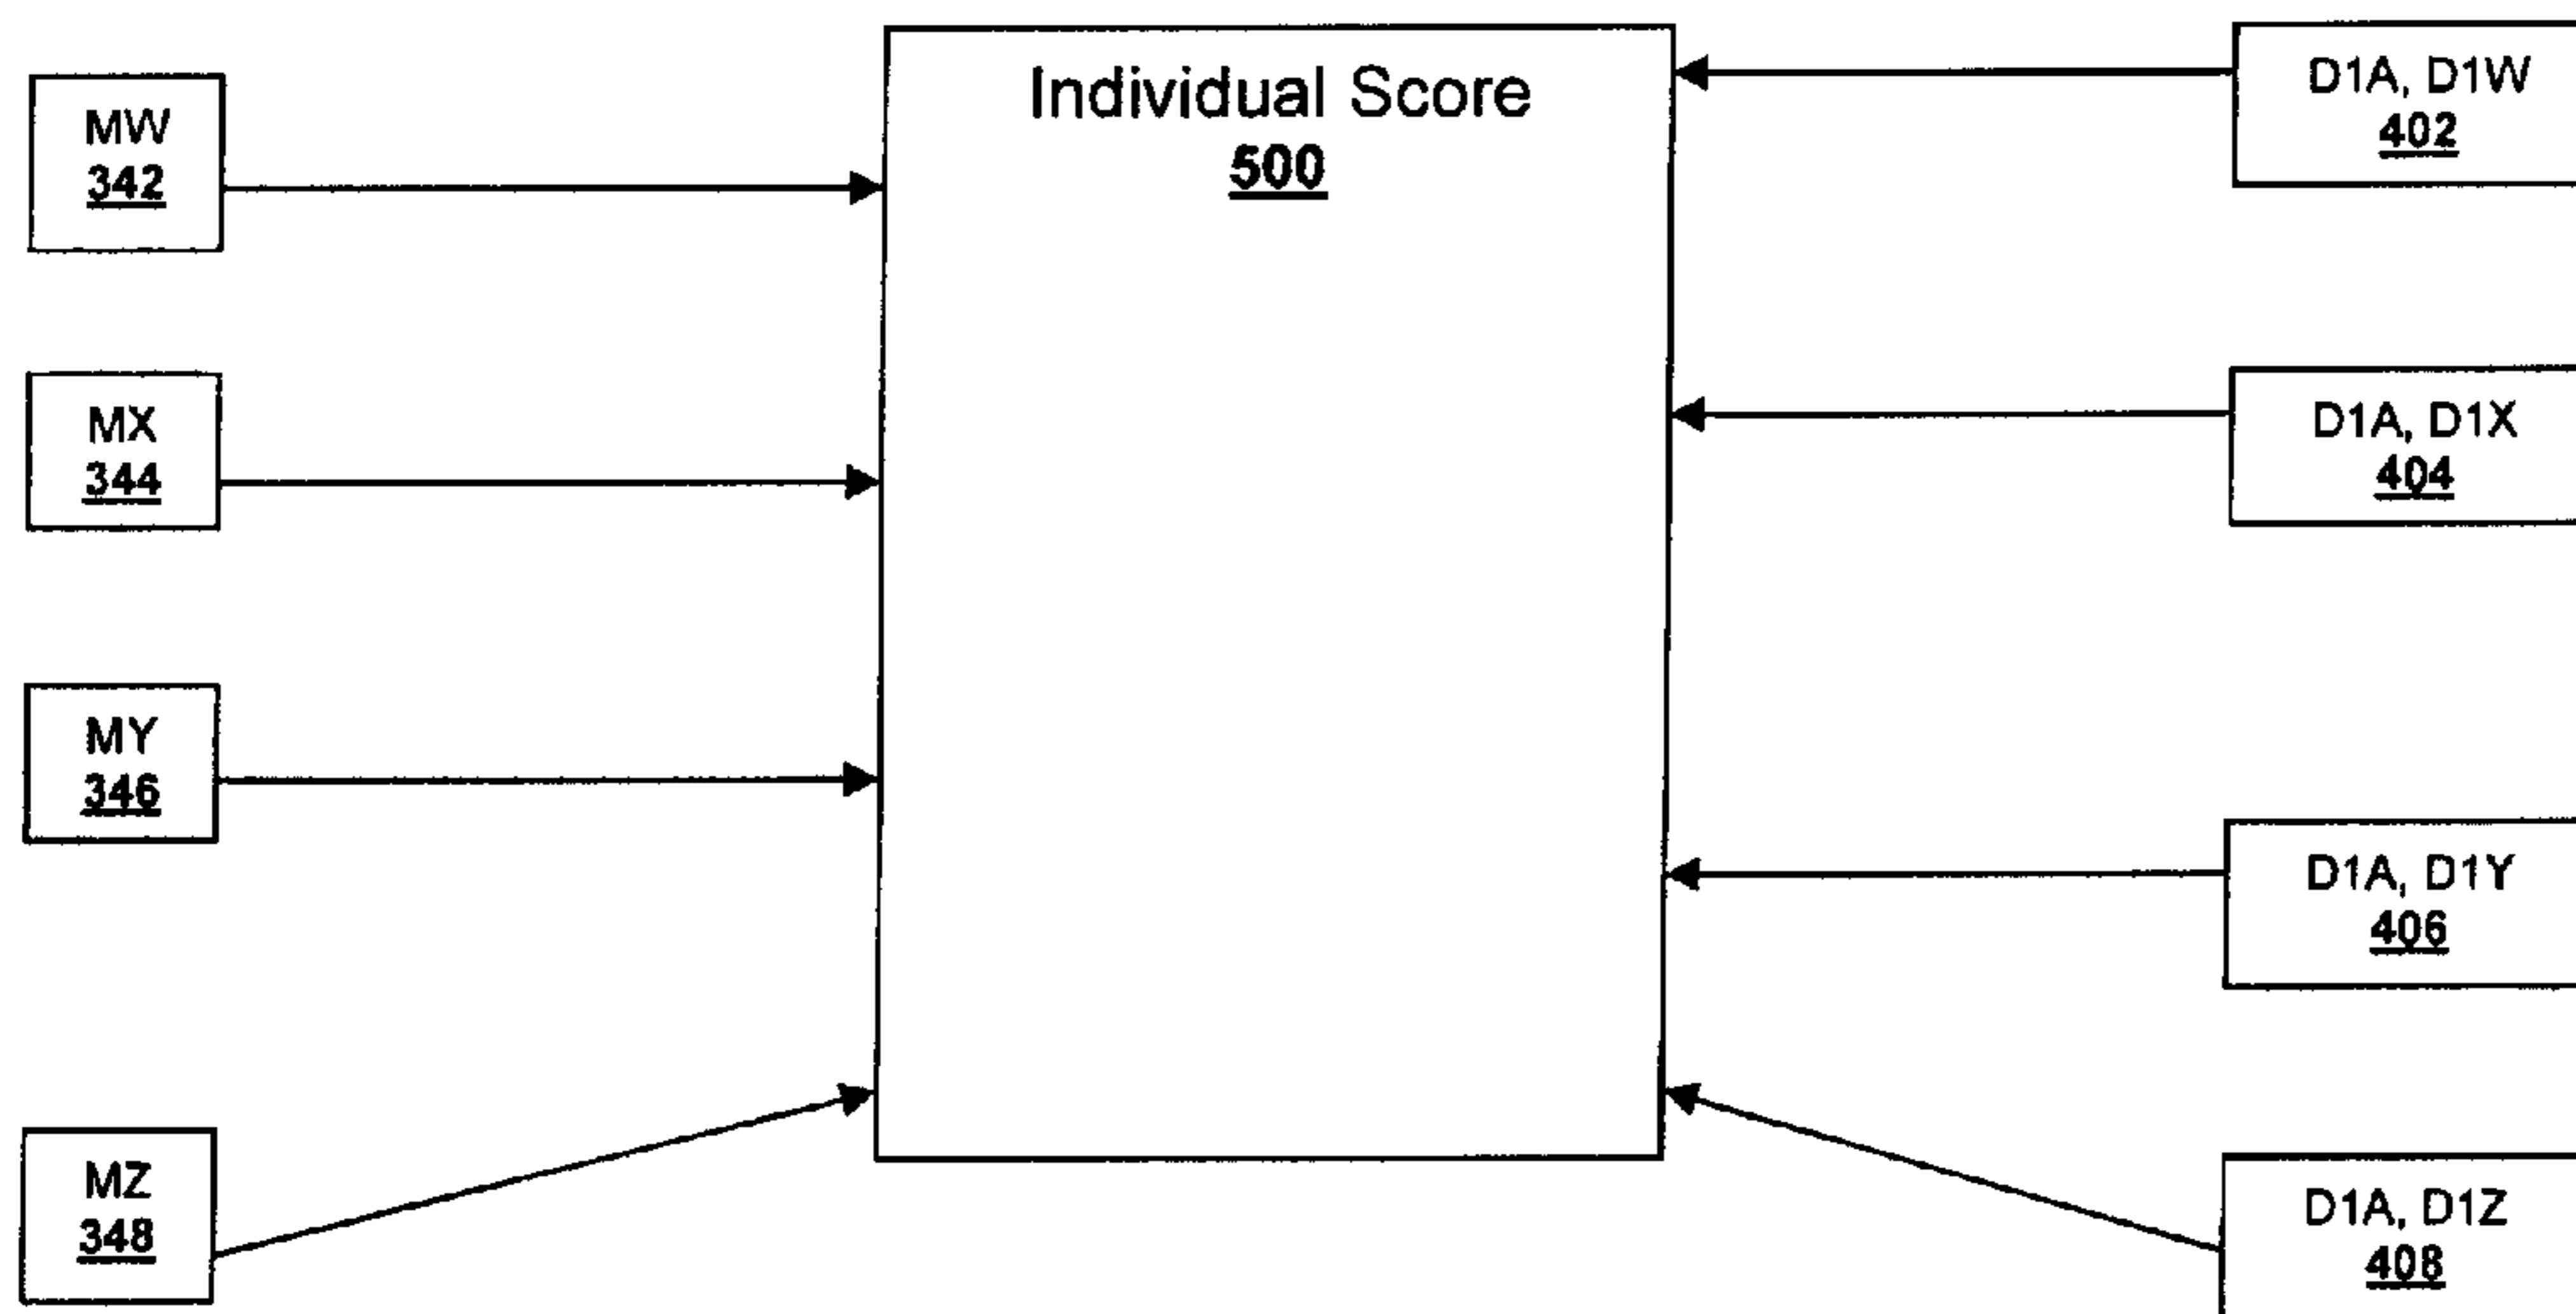 Individual Score
500
MW
342
MX
344
MY
346
MZ
348
D1A, D1W
402
D1A, D1X
404
D1A, D1Y
406
D1A, D1Z
408